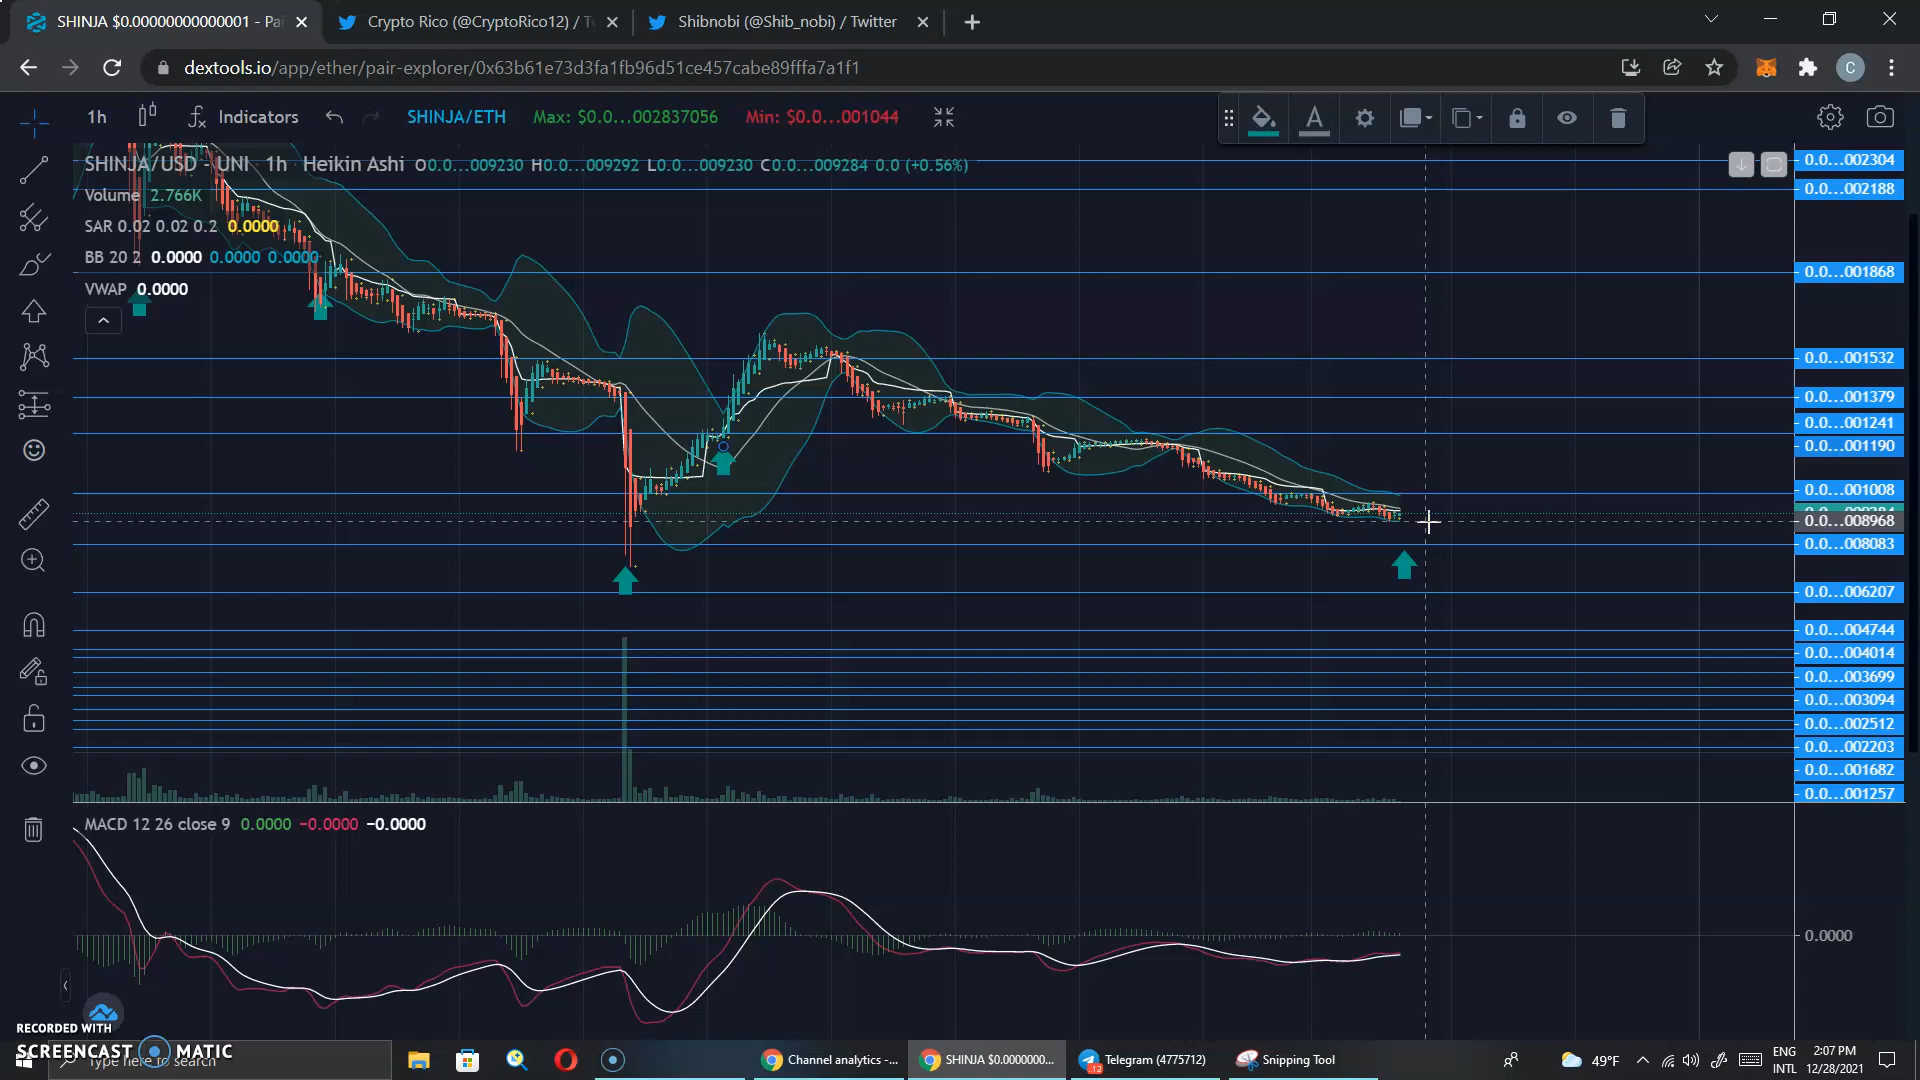 SHINJA $0.00000000000001 - Pa
Crypto Rico (@CryptoRico12) / T
Shibnobi (@Shib_nobi) / Twitter
dextools.io/app/ether/pair-explorer/0x63b61e73d3fa1fb96d51ce457cabe89fffa7a1f1
C
1h
Indicators
SHINJA/ETH
Max: $0.0...002837056
Min: $0.0...001044
SHINJA/USD - UNI · 1h · Heikin Ashi O0.0...009230 H0.0...009292 L0.0...009230 C0.0...009284 0.0 (+0.56%)
Volume 2.766K
SAR 0.02 0.02 0.2 0.0000
BB 20 2 0.0000 0.0000 0.0000
VWAP 0.0000
0.0...002304
0.0...002188
0.0...001868
0.0...001532
0.0...001379
0.0...001241
0.0...001190
0.0...001008
0.0...008968
0.0...008083
0.0...006207
0.0...004744
0.0...004014
0.0...003699
0.0...003094
0.0...002512
0.0...002203
0.0...001682
0.0...001257
MACD 12 26 close 9 0.0000 −0.0000 −0.0000
0.0000
RECORDED WITH
SCREENCAST MATIC
Type here to search
Channel analytics -...
SHINJA $0.0000000...
12
Telegram (4775712)
Snipping Tool
49°F
ENG
INTL
2:07 PM
12/28/2021